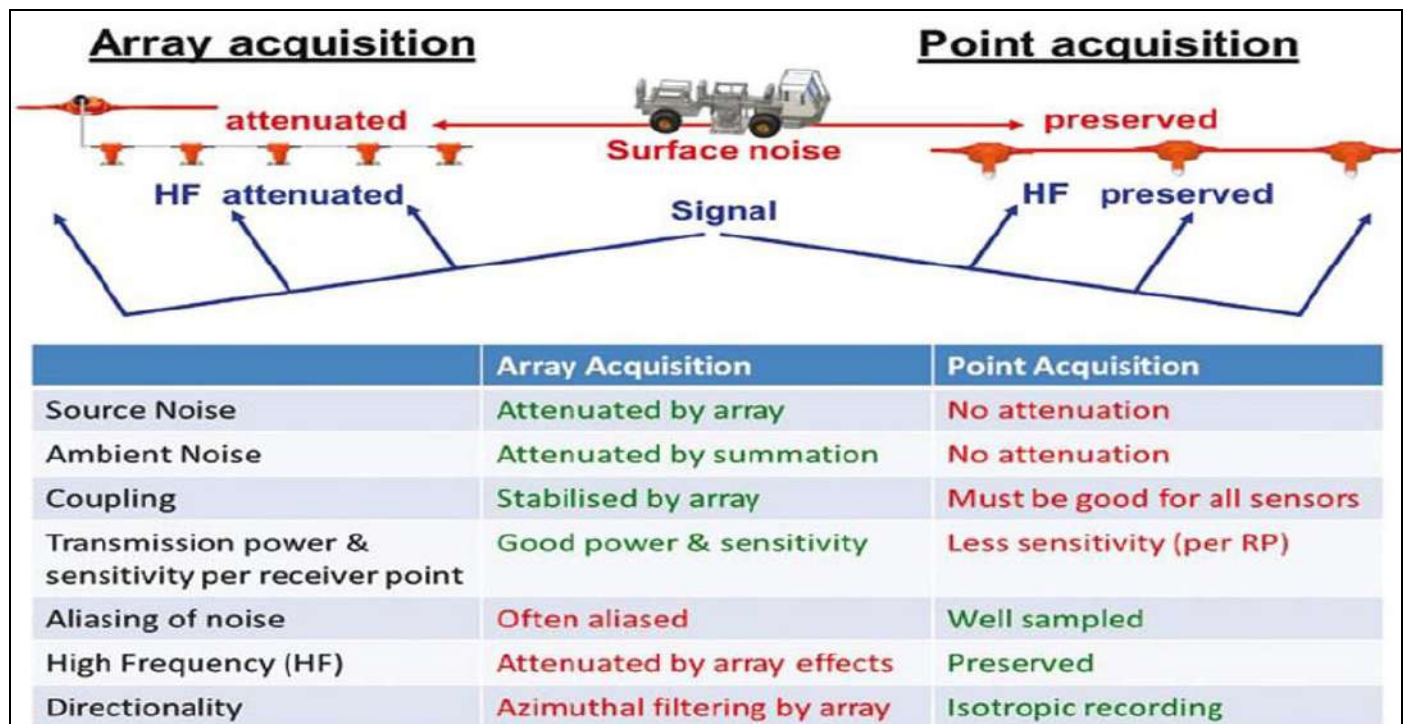 Array acquisition
Point acquisition
attenuated
preserved
Surface noise
HF attenuated
Signal
HF preserved
Array Acquisition Point Acquisition
Source Noise Attenuated by array No attenuation
Ambient Noise Attenuated by summation No attenuation
Coupling Stabilised by array Must be good for all sensors
Transmission power & Good power & sensitivity Less sensitivity (per RP)
sensitivity per receiver point
Aliasing of noise Often aliased Well sampled
High Frequency (HF) Attenuated by array effects Preserved
Directionality Azimuthal filtering by array Isotropic recording